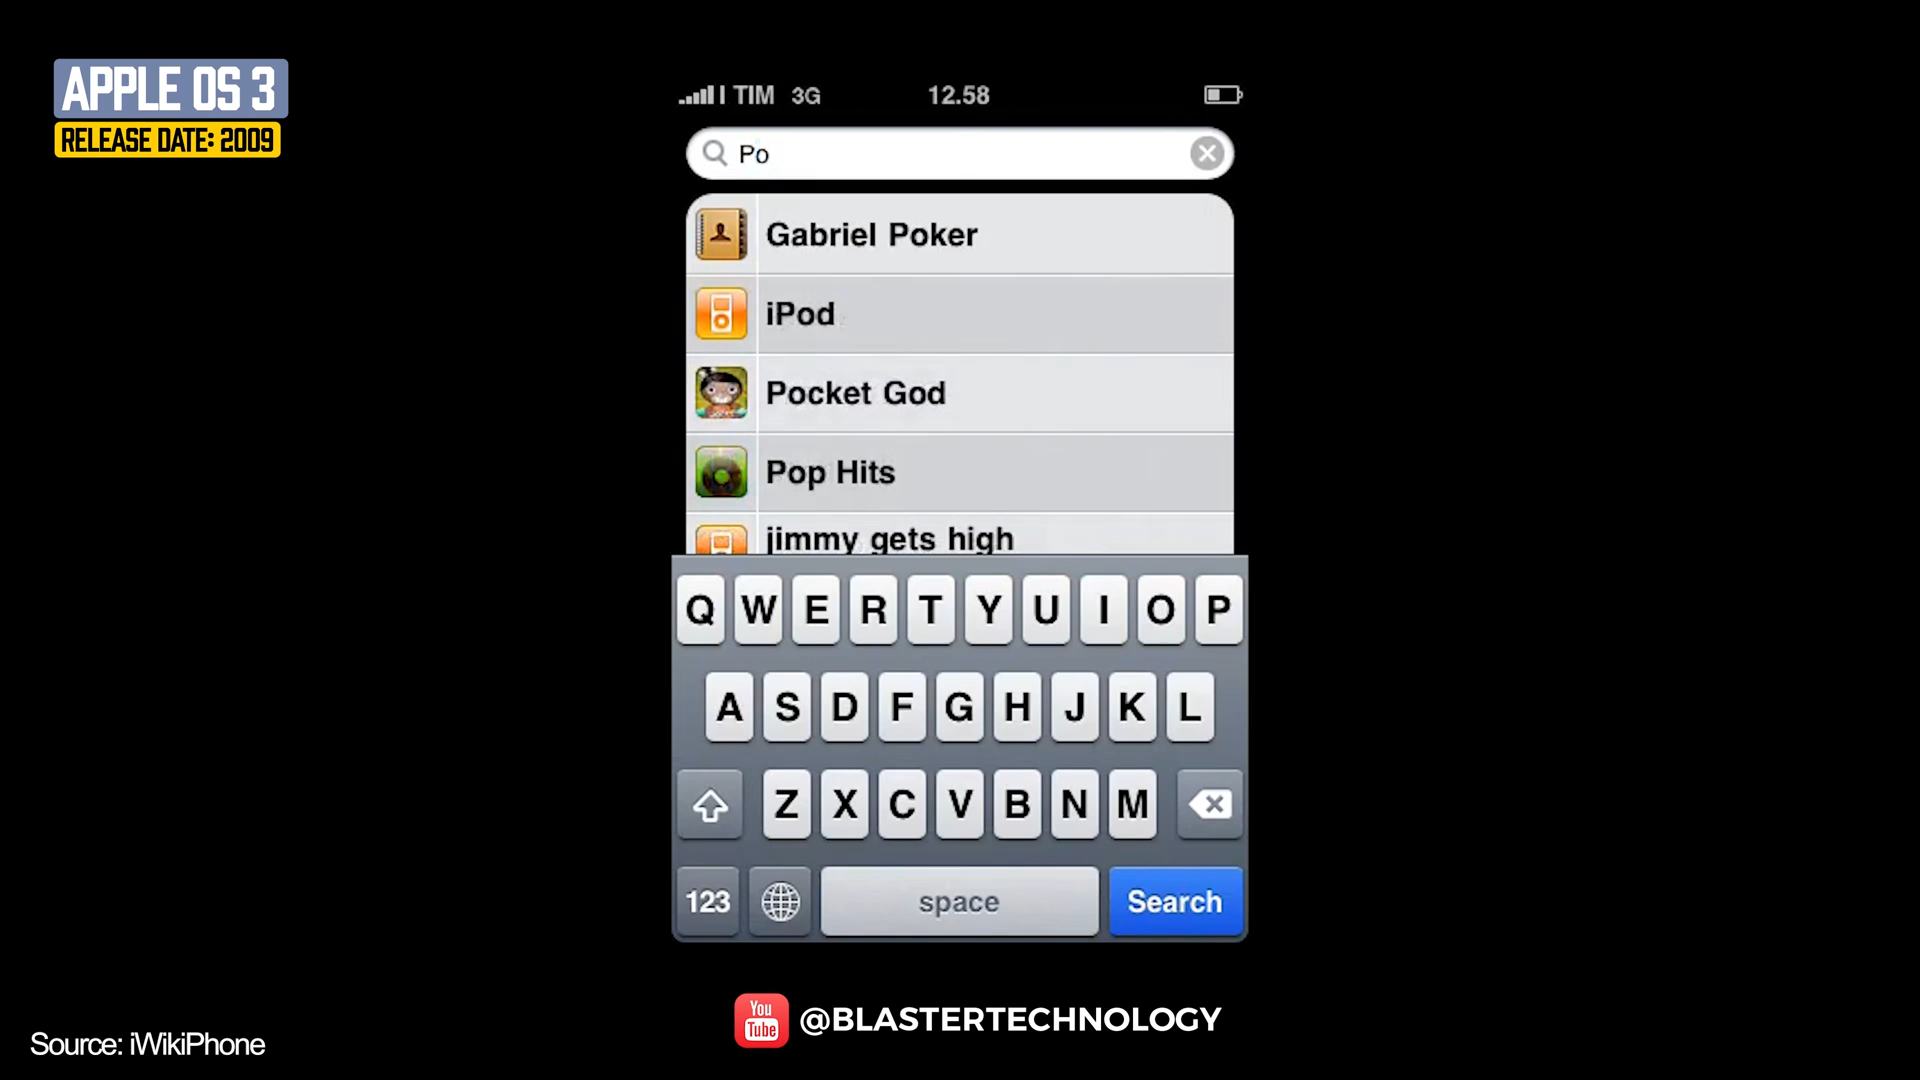 APPLE OS 3
RELEASE DATE: 2009
I TIM 3G 12.58
Po
Gabriel Poker
iPod
Pocket God
Pop Hits
jimmy gets high
Q W E R T Y U I O P
A S D F G H J K L
Z X C V B N M
123 space Search
You Tube @BLASTERTECHNOLOGY
Source: iWikiPhone